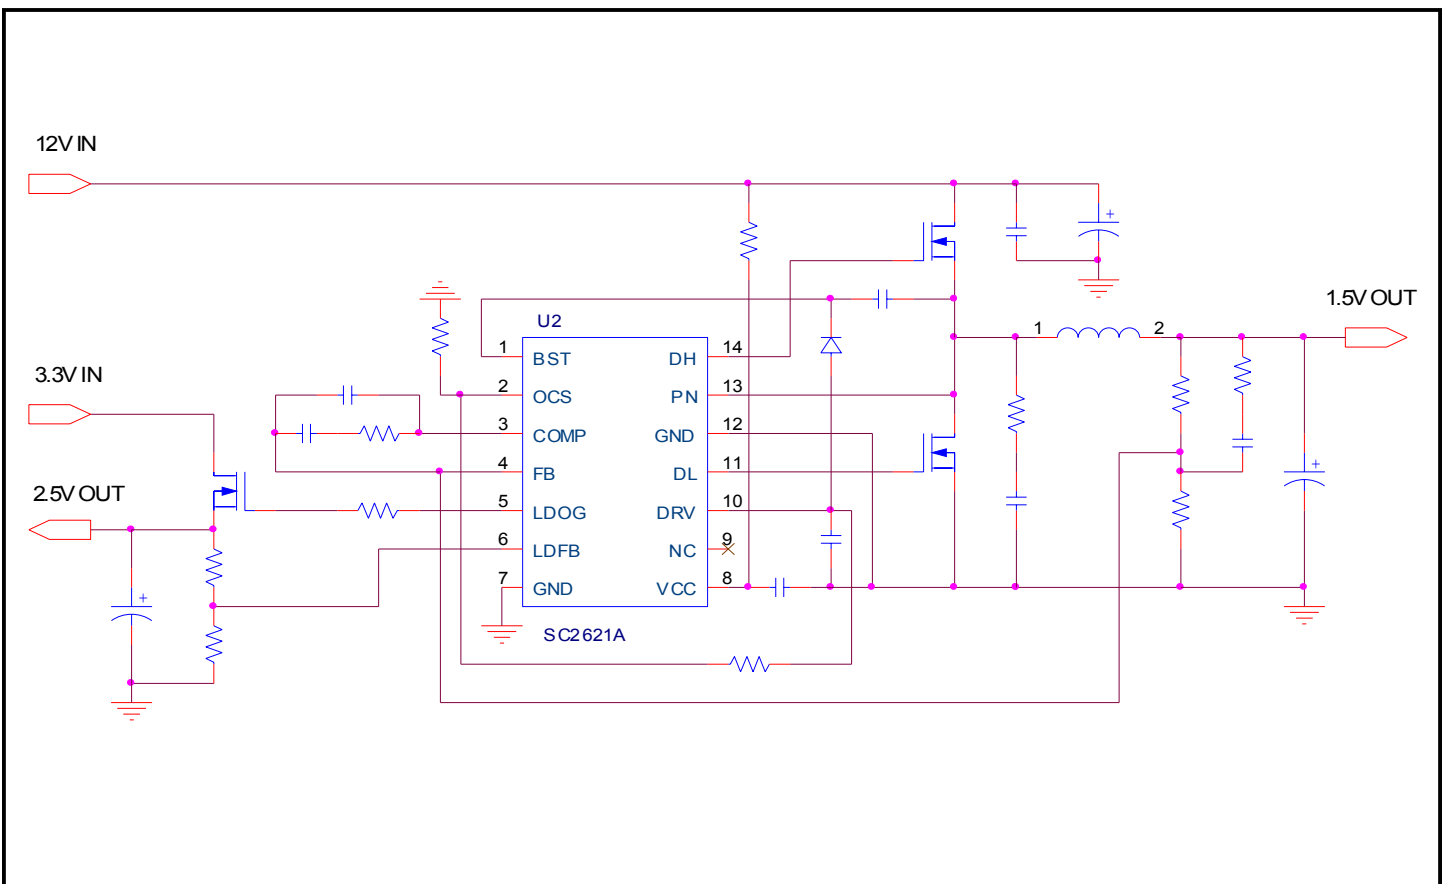 12V IN
1.5V OUT
U2
1 BST DH 14
3.3V IN
2 OCS PN 13
3 COMP GND 12
4 FB DL 11
2.5V OUT
5 LDOG DRV 10
6 LDFB NC 9
7 GND VCC 8
SC2621A
1 2
+
+
+